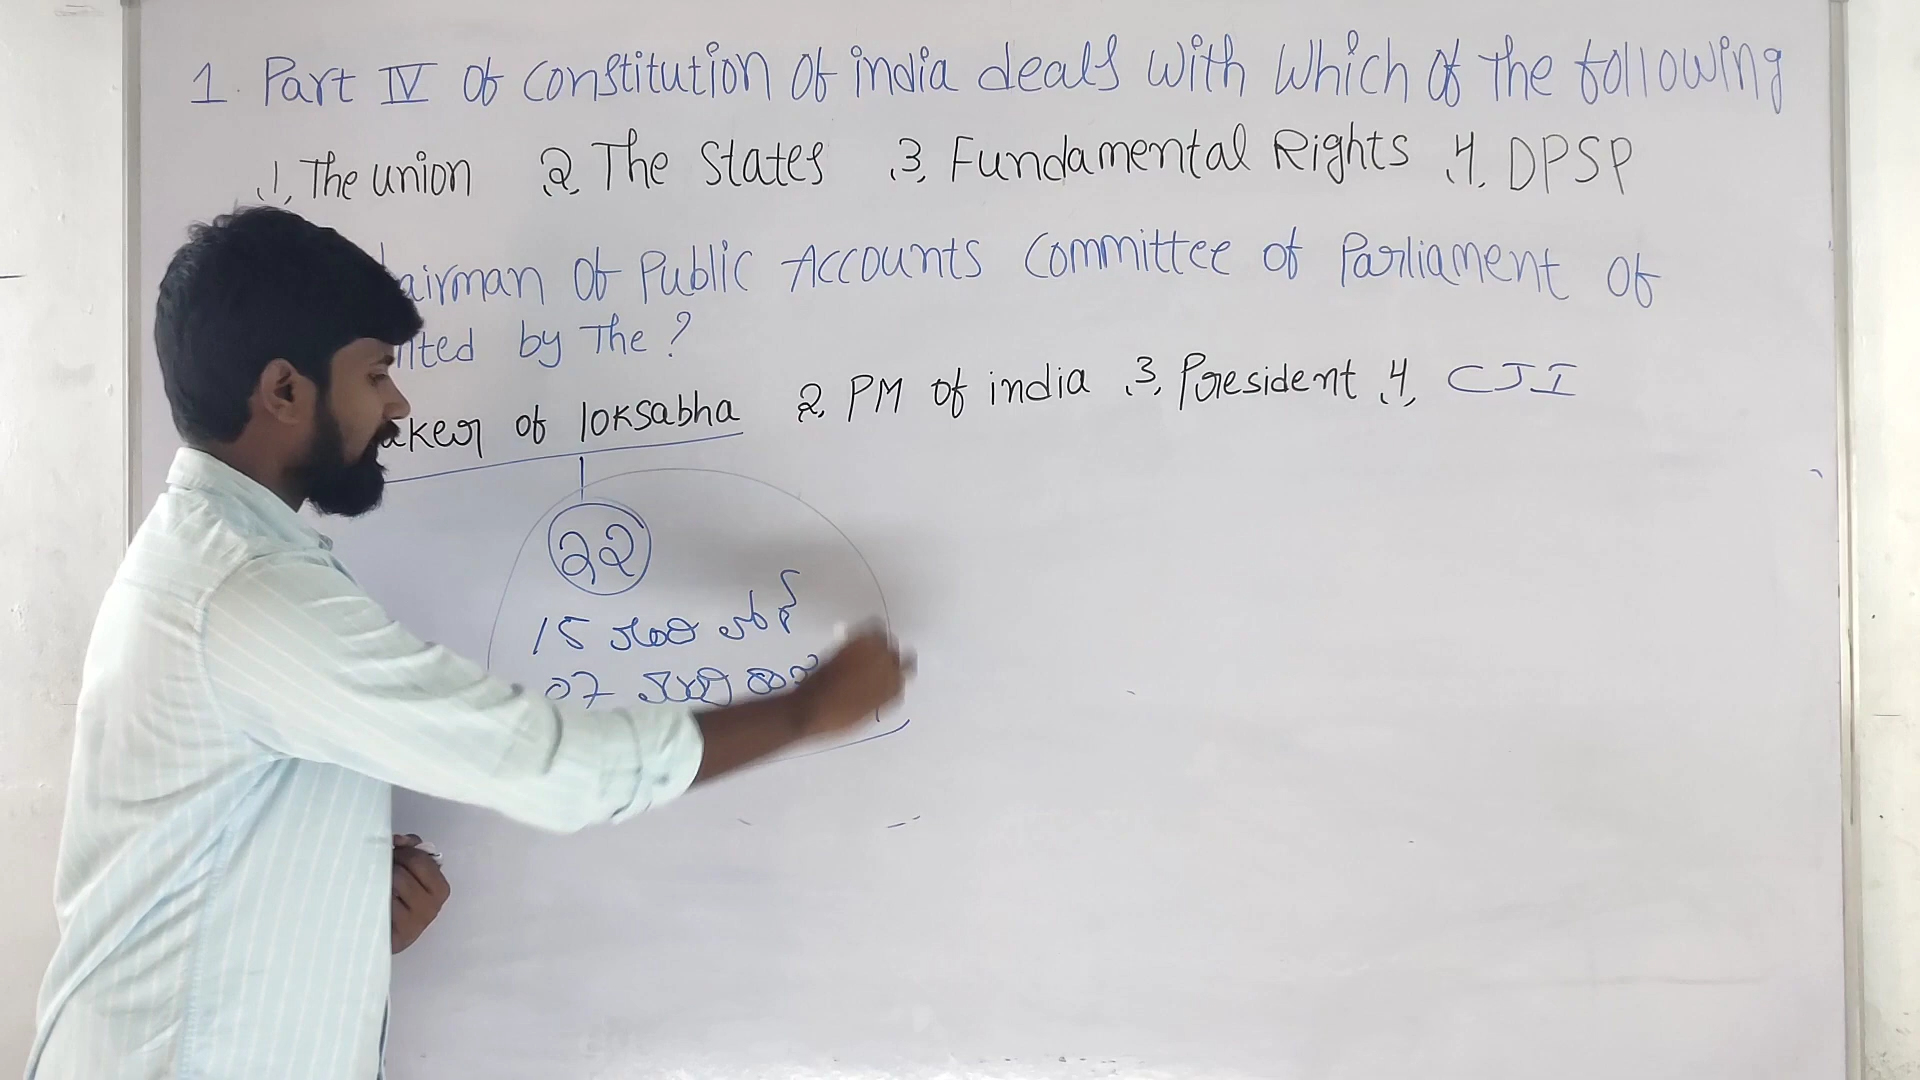 1. Part IV of constitution of india deals with which of the following
1, The union 2, The States 3, Fundamental Rights 4, DPSP
airman of Public Accounts Committee of Parliament of
nted by The ?
aker of loksabha 2, PM of india 3, President 4, CJI
22
15
07